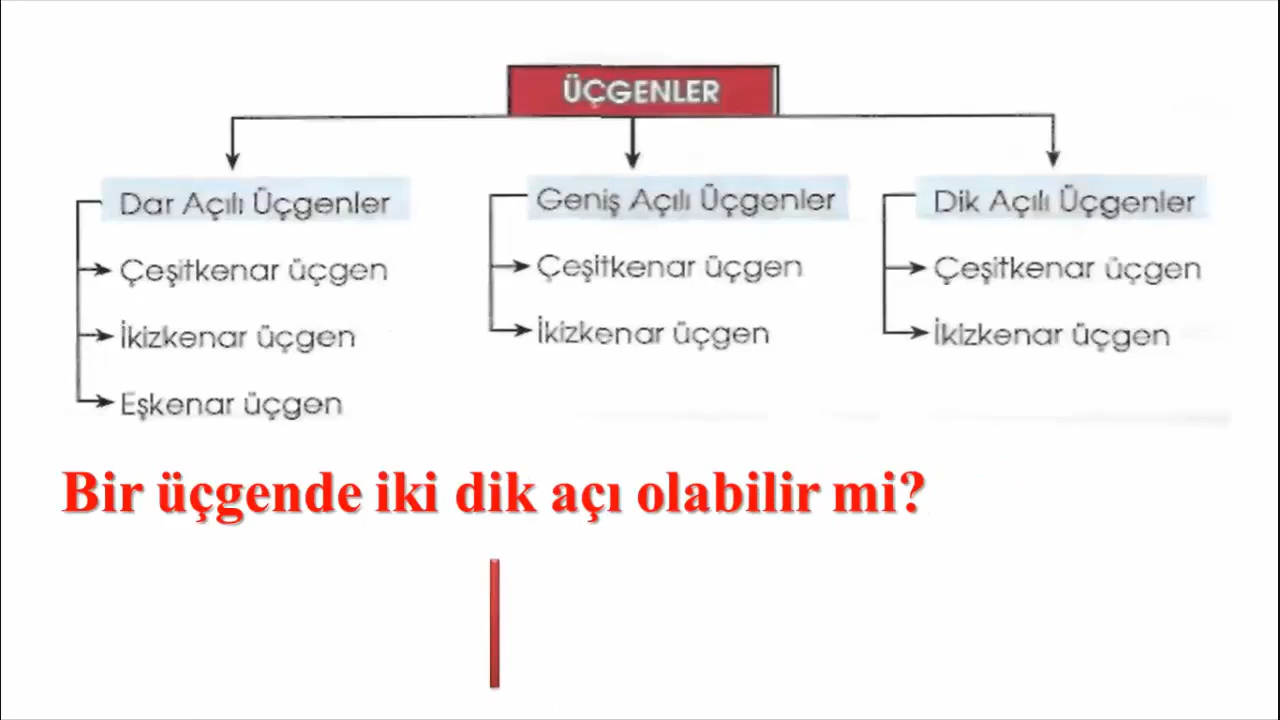 ÜÇGENLER
Dar Açılı Üçgenler
Çeşitkenar üçgen
İkizkenar üçgen
Eşkenar üçgen
Geniş Açılı Üçgenler
Çeşitkenar üçgen
İkizkenar üçgen
Dik Açılı Üçgenler
Çeşitkenar üçgen
İkizkenar üçgen
Bir üçgende iki dik açı olabilir mi?